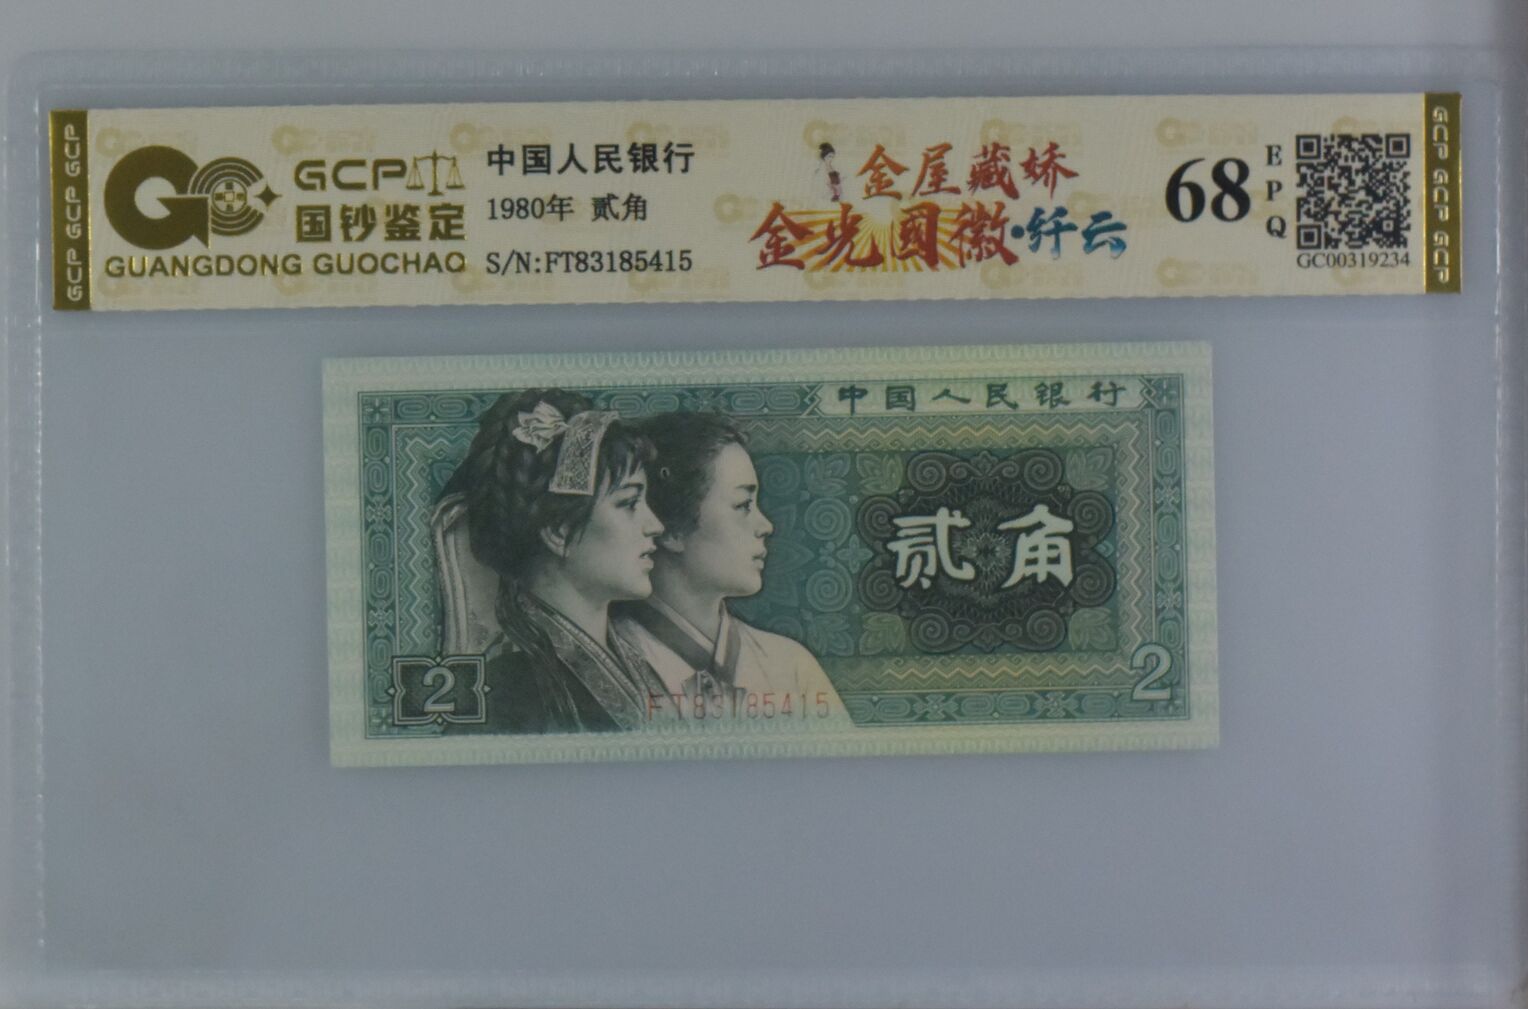 GCP
国钞鉴定
GUANGDONG GUOCHAO
中国人民银行
1980年 贰角
S/N:FT83185415
金屋藏娇
金光國徽·纤云
68
EPQ
GC00319234
GCP GCP GCP
GCP GCP GCP
中国人民银行
贰角
2
2
FT83185415